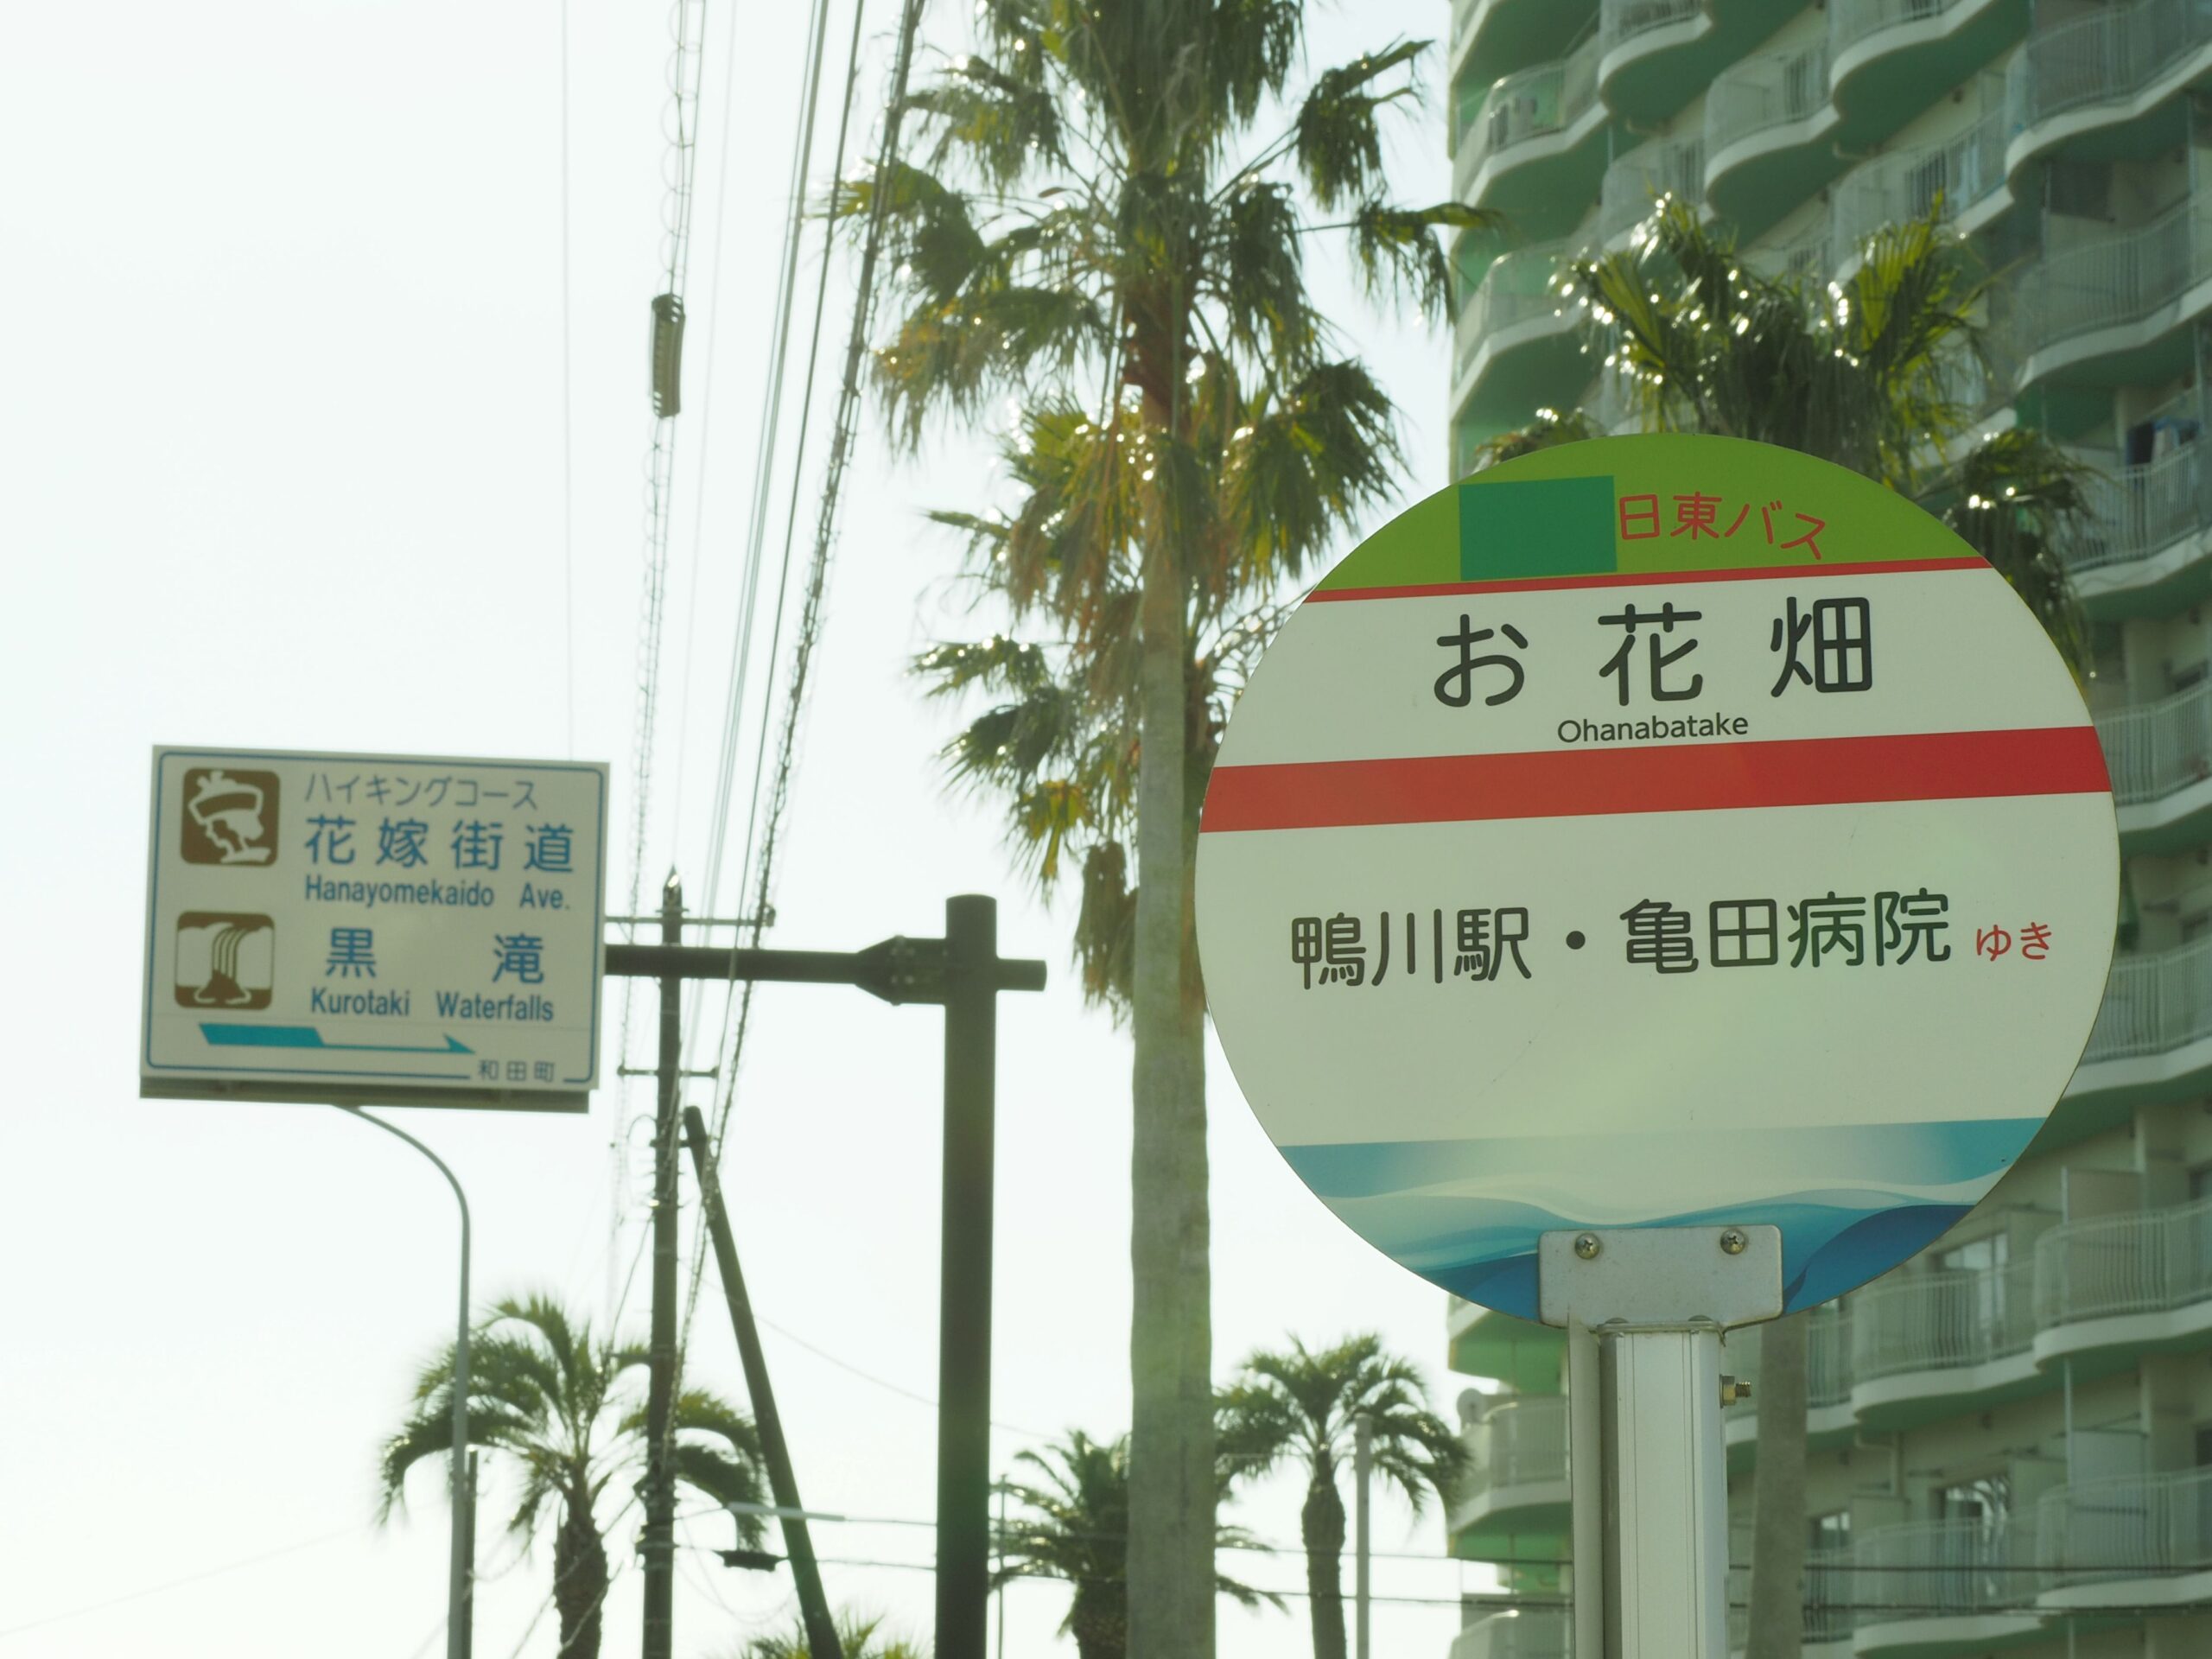 ハイキングコース
花嫁街道
Hanayomekaido Ave.
黒滝
Kurotaki Waterfalls
和田町
日東バス
お花畑
Ohanabatake
鴨川駅・亀田病院 ゆき